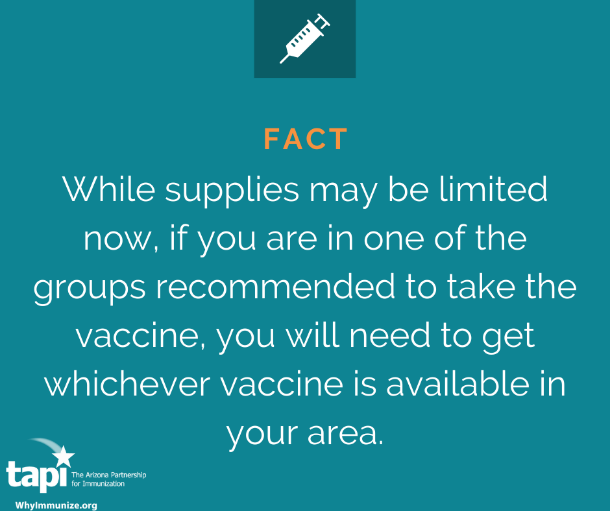 FACT
While supplies may be limited
now, if you are in one of the
groups recommended to take the
vaccine, you will need to get
whichever vaccine is available in
your area.
tapi
The Arizona Partnership
for Immunization
WhyImmunize.org